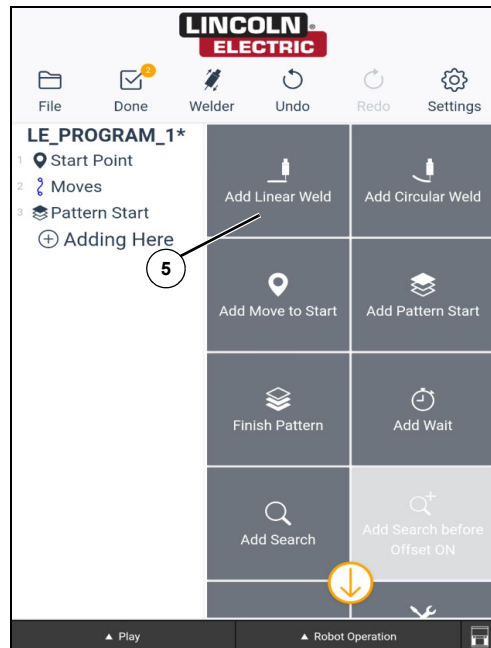 LINCOLN
ELECTRIC
File
Done
2
Welder
Undo
Redo
Settings
LE_PROGRAM_1*
1 Start Point
2 Moves
3 Pattern Start
Adding Here
5
Add Linear Weld
Add Circular Weld
Add Move to Start
Add Pattern Start
Finish Pattern
Add Wait
Add Search
Add Search before
Offset ON
▲ Play
▲ Robot Operation